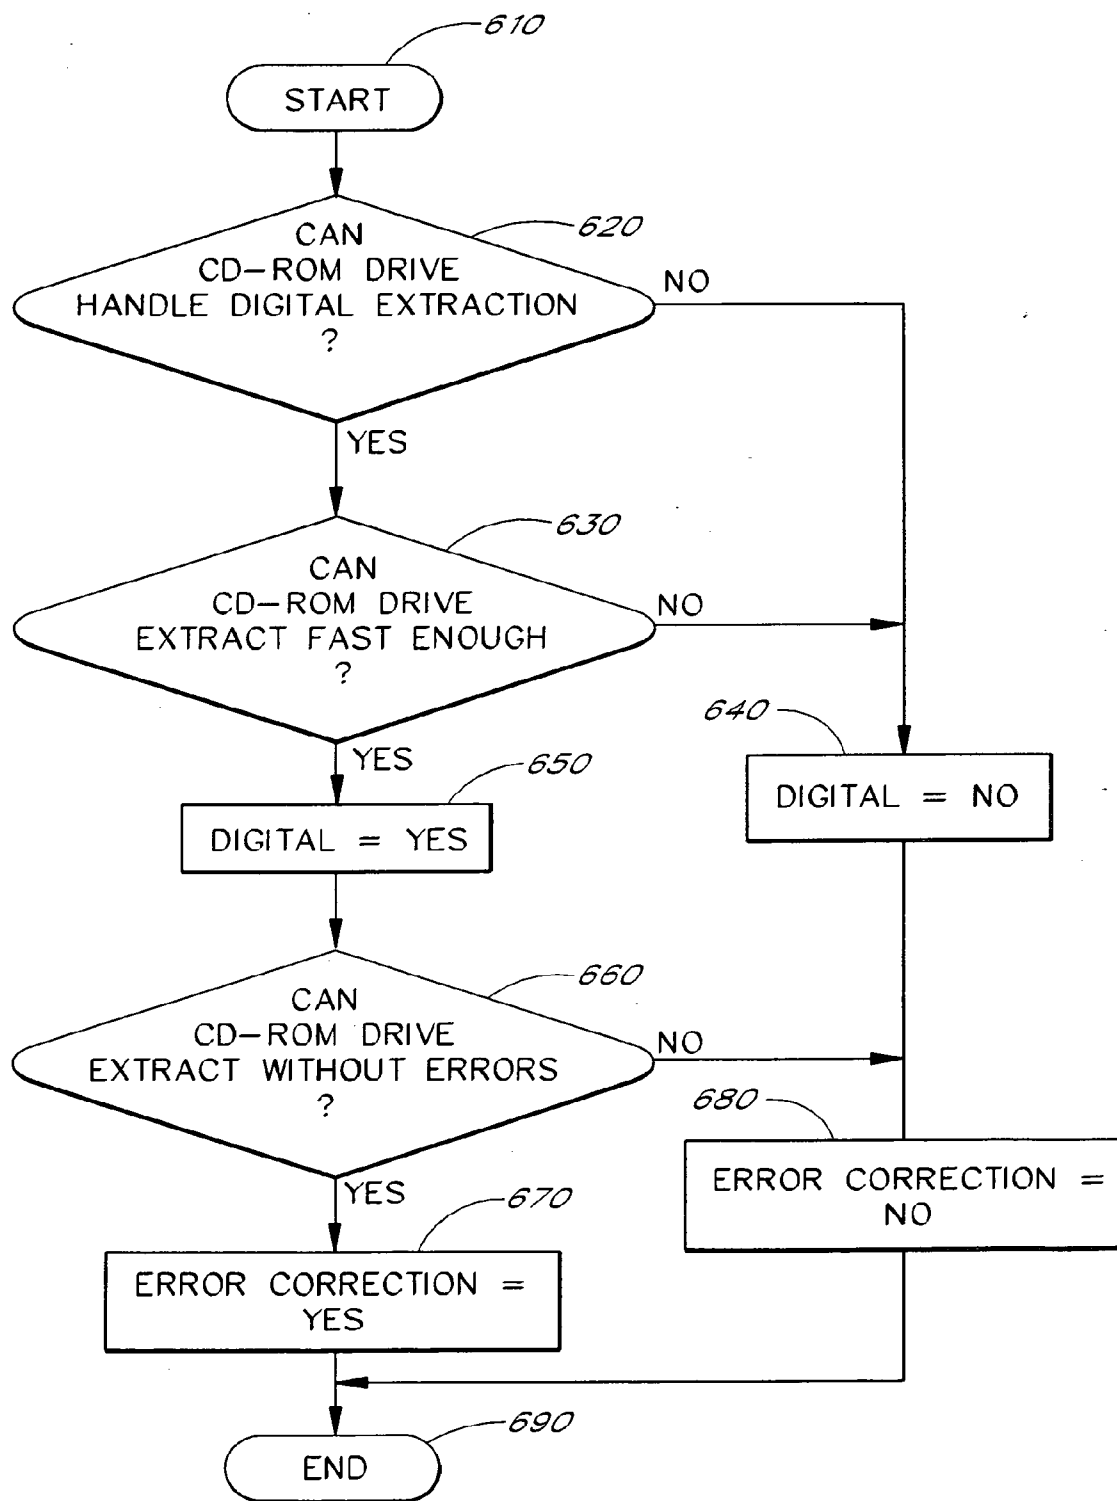 610
START
620
CAN
CD-ROM DRIVE
HANDLE DIGITAL EXTRACTION
?
NO
YES
630
CAN
CD-ROM DRIVE
EXTRACT FAST ENOUGH
?
NO
YES
640
DIGITAL = NO
650
DIGITAL = YES
660
CAN
CD-ROM DRIVE
EXTRACT WITHOUT ERRORS
?
NO
YES
680
ERROR CORRECTION =
NO
670
ERROR CORRECTION =
YES
690
END